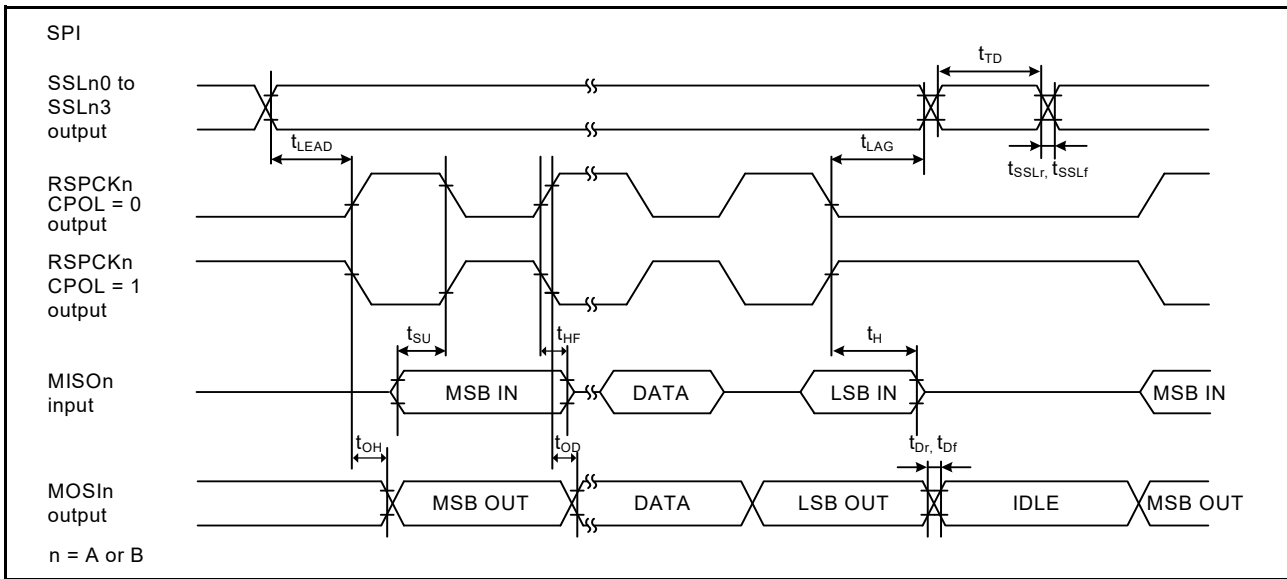 SPI
SSLn0 to
SSLn3
output
tTD
tLEAD
tLAG
tSSLr, tSSLf
RSPCKn
CPOL = 0
output
RSPCKn
CPOL = 1
output
tSU
tHF
tH
MISOn
input
MSB IN
DATA
LSB IN
MSB IN
tOH
tOD
tDr, tDf
MOSIn
output
MSB OUT
DATA
LSB OUT
IDLE
MSB OUT
n = A or B